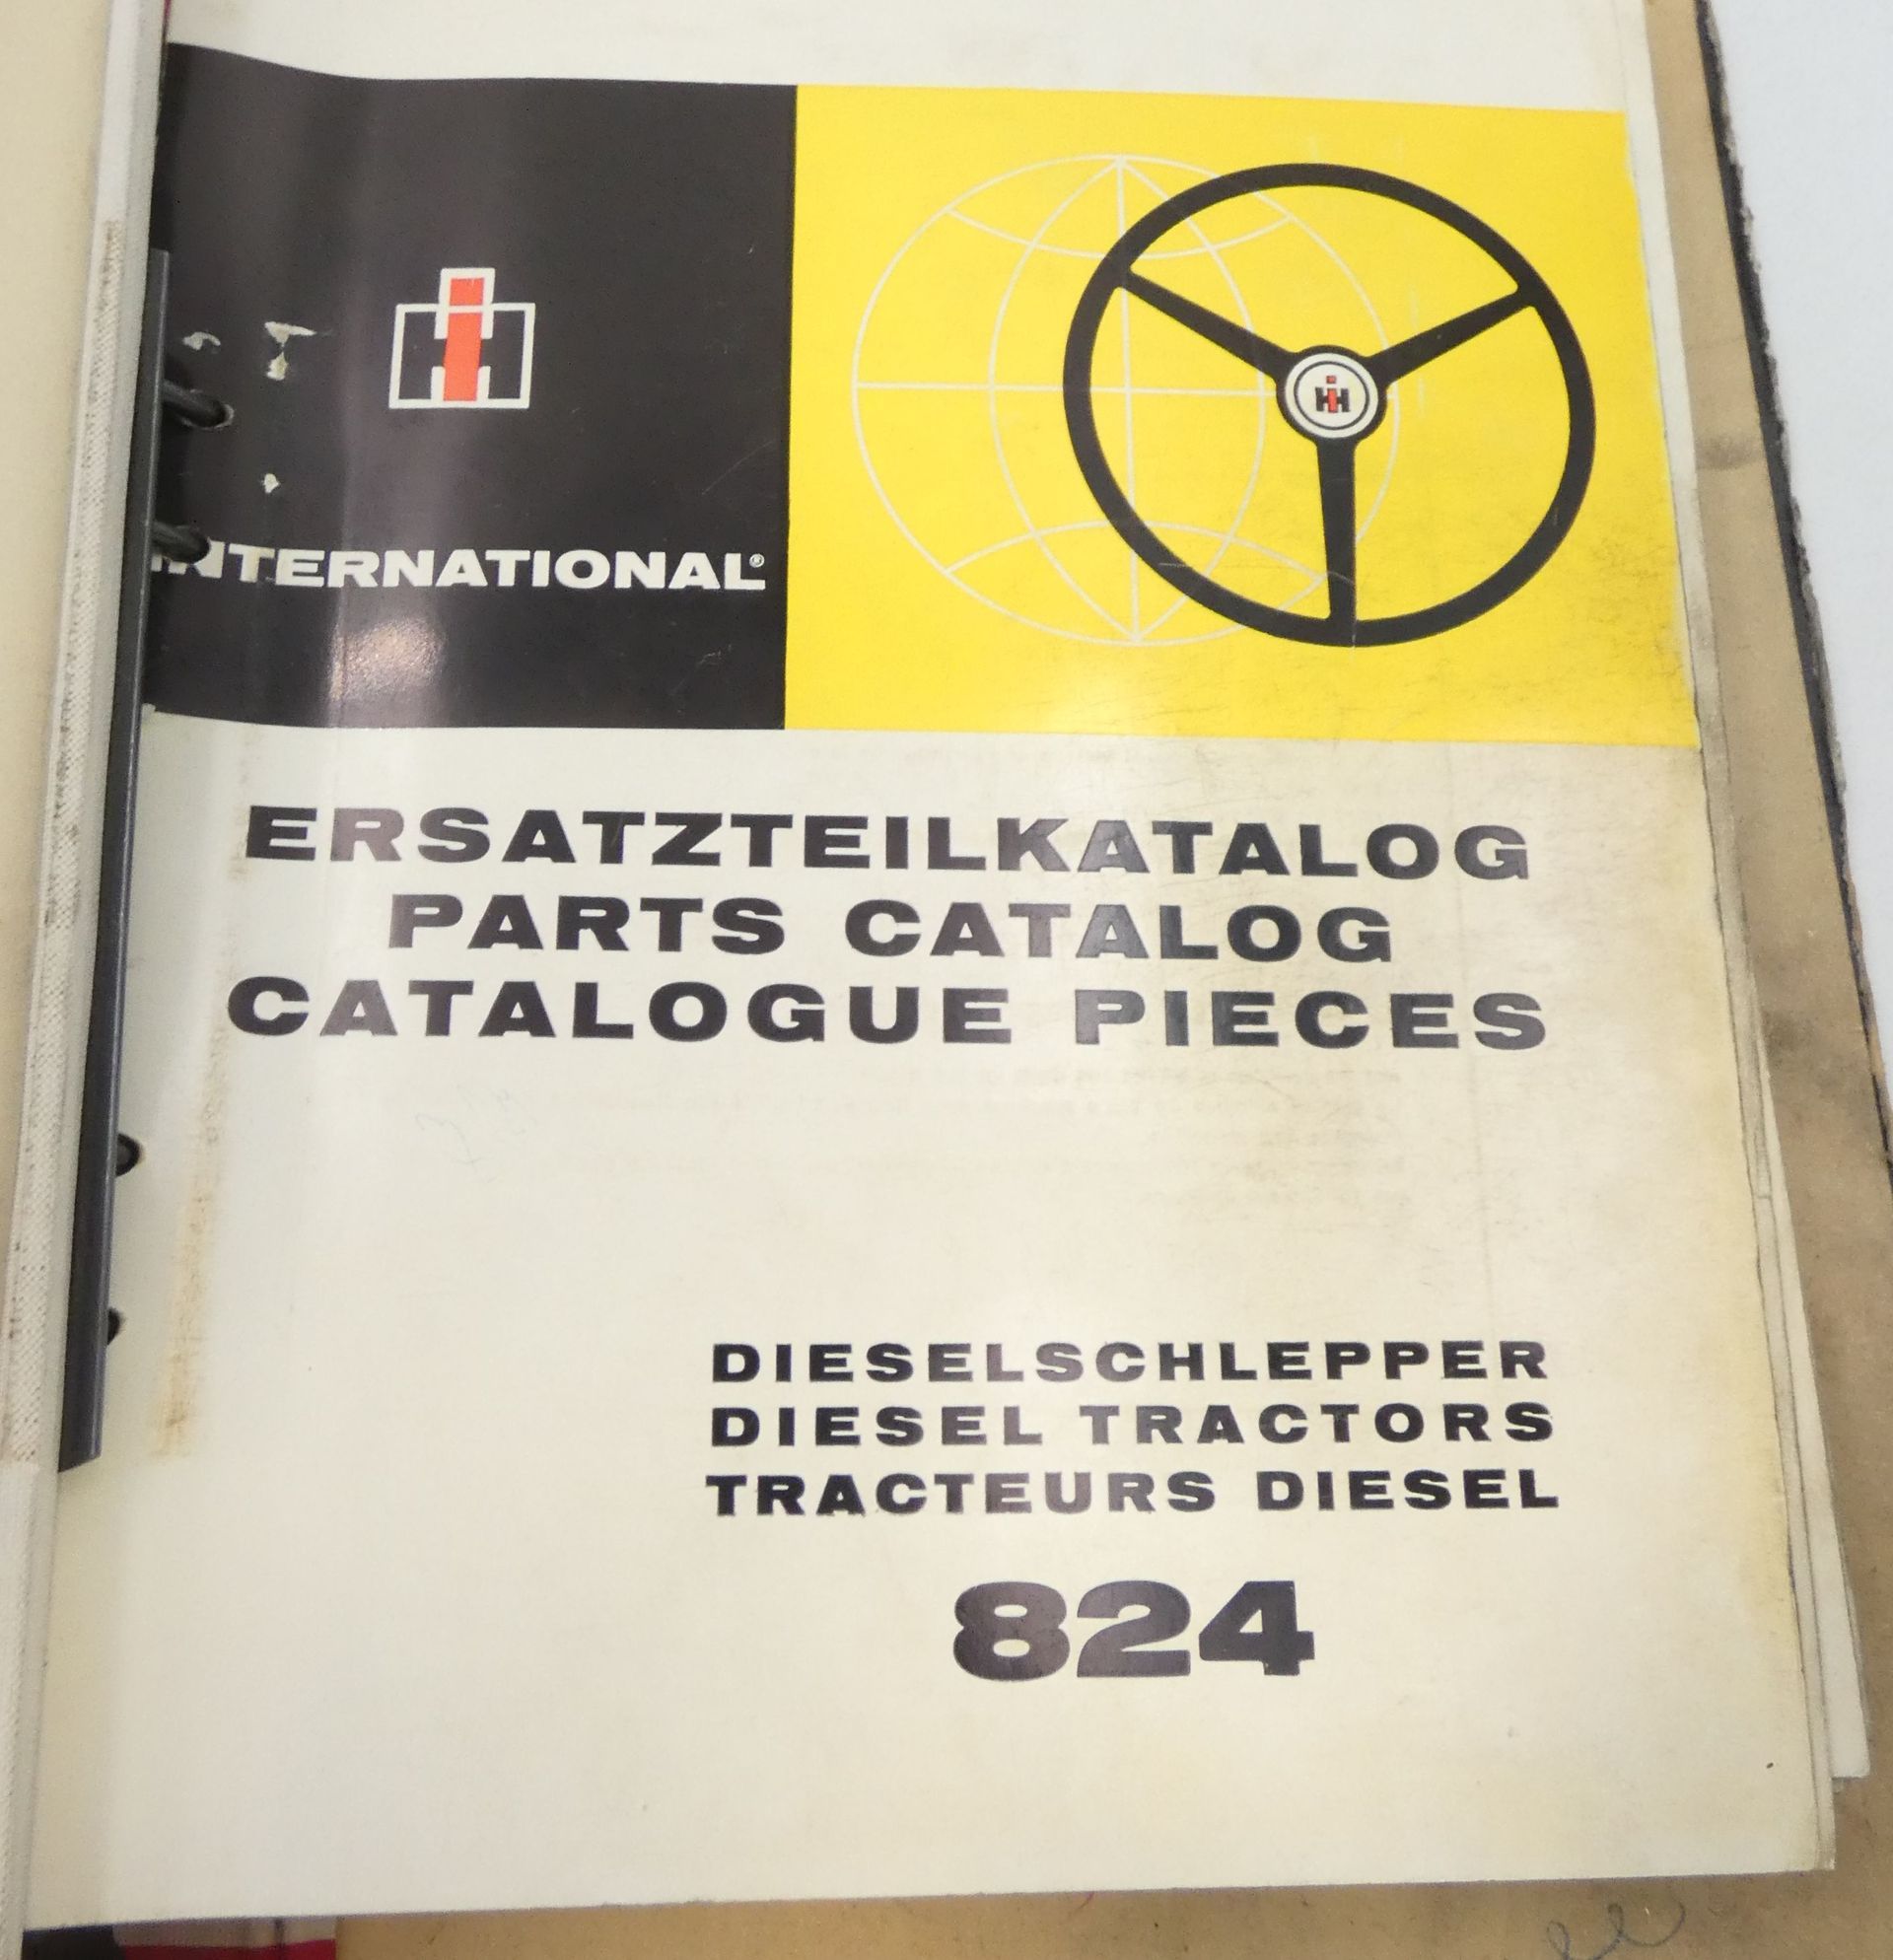 INTERNATIONAL®
ERSATZTEILKATALOG
PARTS CATALOG
CATALOGUE PIECES
DIESELSCHLEPPER
DIESEL TRACTORS
TRACTEURS DIESEL
824